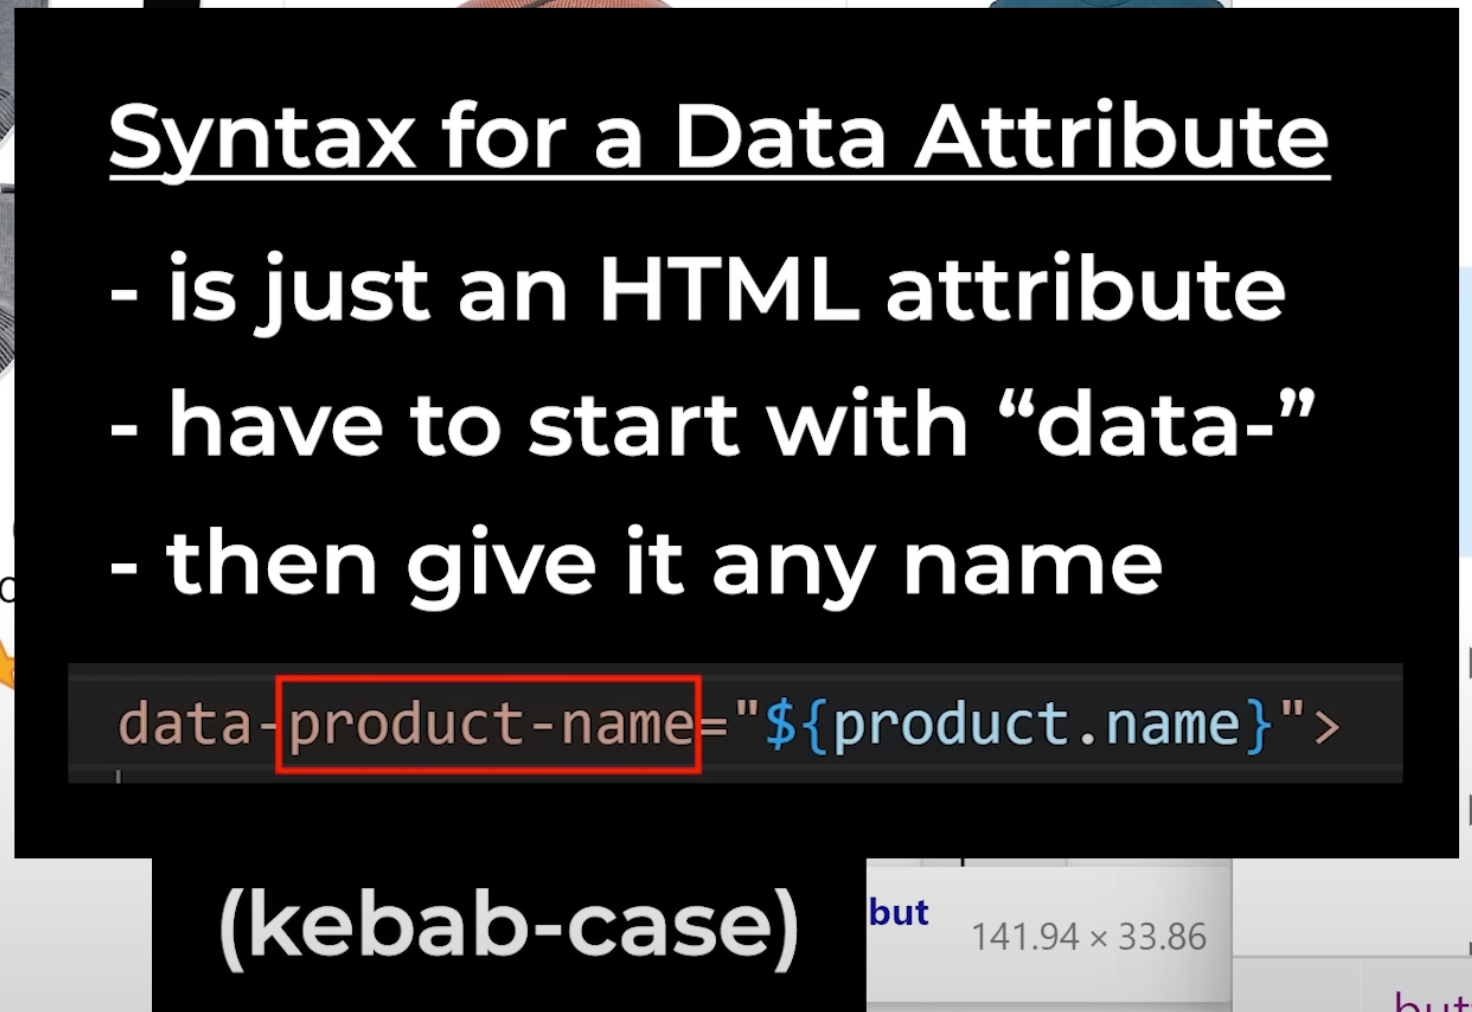 Syntax for a Data Attribute
- is just an HTML attribute
- have to start with “data-”
- then give it any name
data-product-name="${product.name}">
(kebab-case)
but
141.94 × 33.86